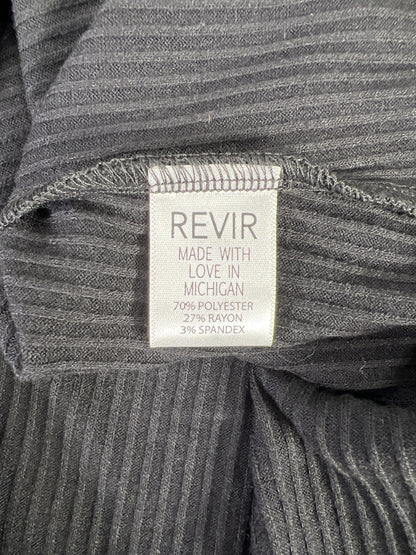 REVIR
MADE WITH
LOVE IN
MICHIGAN
70% POLYESTER
27% RAYON
3% SPANDEX